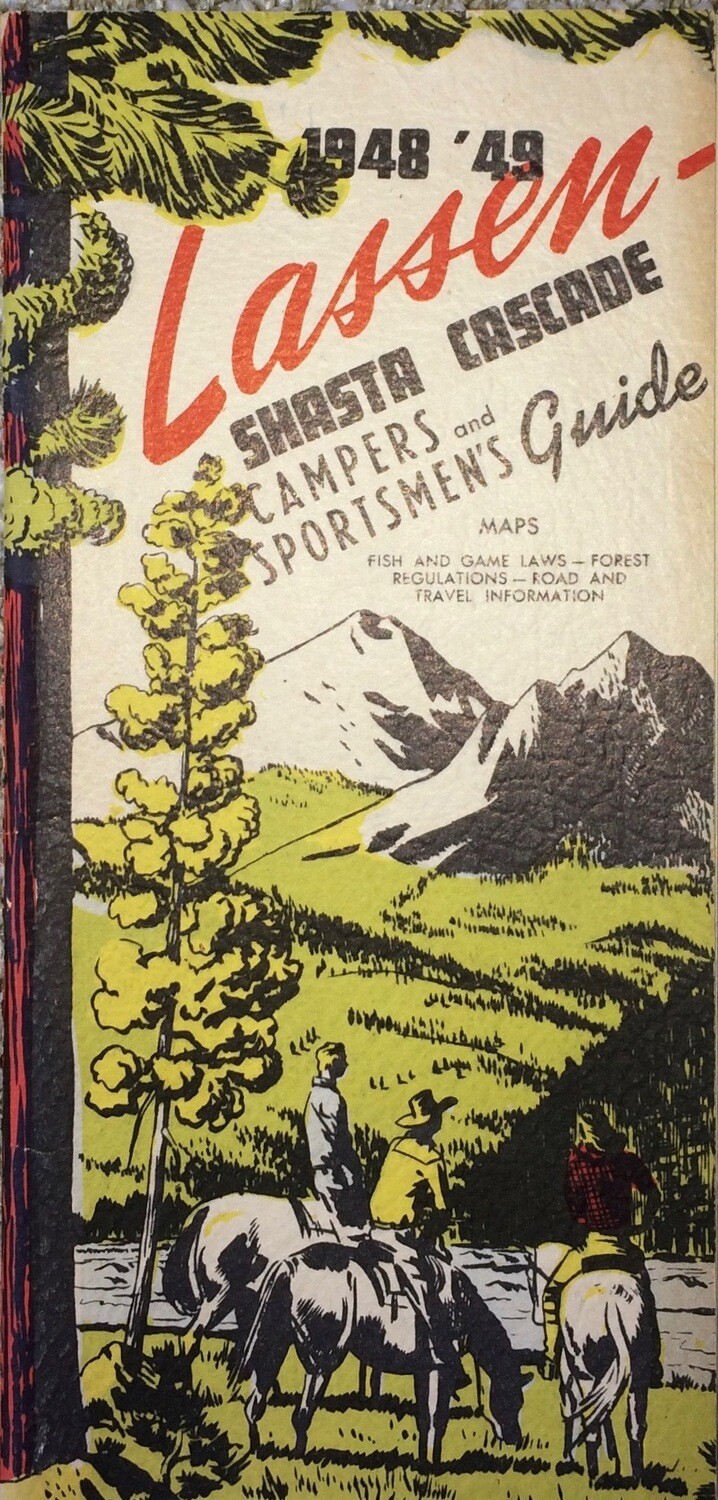 1948 '49
Lassen-
SHASTA CASCADE
CAMPERS and
SPORTSMEN'S Guide
MAPS
FISH AND GAME LAWS — FOREST
REGULATIONS — ROAD AND
TRAVEL INFORMATION